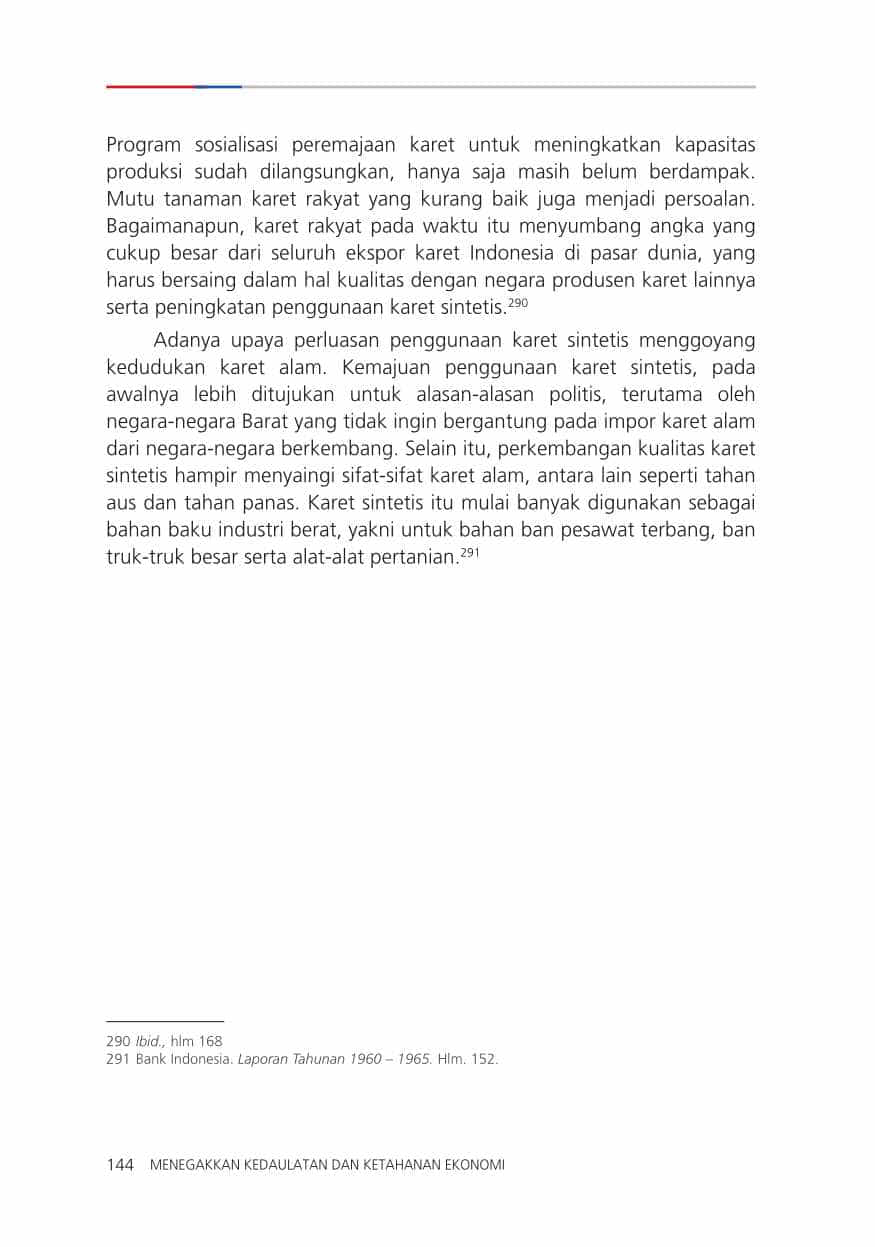 Program sosialisasi peremajaan karet untuk meningkatkan kapasitas
produksi sudah dilangsungkan, hanya saja masih belum berdampak.
Mutu tanaman karet rakyat yang kurang baik juga menjadi persoalan.
Bagaimanapun, karet rakyat pada waktu itu menyumbang angka yang
cukup besar dari seluruh ekspor karet Indonesia di pasar dunia, yang
harus bersaing dalam hal kualitas dengan negara produsen karet lainnya
serta peningkatan penggunaan karet sintetis.290
Adanya upaya perluasan penggunaan karet sintetis menggoyang
kedudukan karet alam. Kemajuan penggunaan karet sintetis, pada
awalnya lebih ditujukan untuk alasan-alasan politis, terutama oleh
negara-negara Barat yang tidak ingin bergantung pada impor karet alam
dari negara-negara berkembang. Selain itu, perkembangan kualitas karet
sintetis hampir menyaingi sifat-sifat karet alam, antara lain seperti tahan
aus dan tahan panas. Karet sintetis itu mulai banyak digunakan sebagai
bahan baku industri berat, yakni untuk bahan ban pesawat terbang, ban
truk-truk besar serta alat-alat pertanian.291
290 Ibid., hlm 168
291 Bank Indonesia. Laporan Tahunan 1960 – 1965. Hlm. 152.
144 MENEGAKKAN KEDAULATAN DAN KETAHANAN EKONOMI